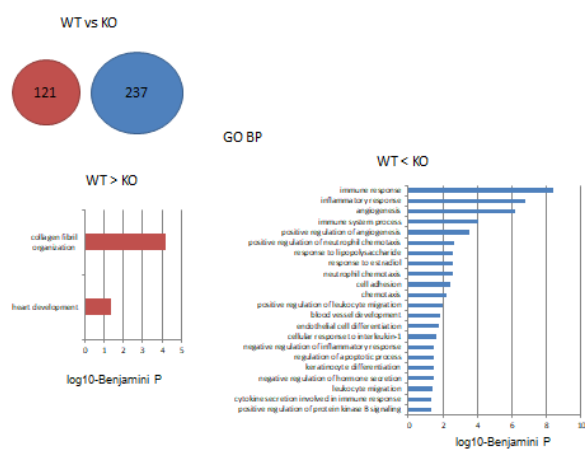 WT vs KO
121
237
GO BP
WT > KO
collagen fibril
organization
heart development
0 1 2 3 4 5
log10-Benjamini P
WT < KO
immune response
inflammatory response
angiogenesis
immune system process
positive regulation of angiogenesis
positive regulation of neutrophil chemotaxis
response to lipopolysaccharide
response to estradiol
neutrophil chemotaxis
cell adhesion
chemotaxis
positive regulation of leukocyte migration
blood vessel development
endothelial cell differentiation
cellular response to interleukin-1
negative regulation of inflammatory response
regulation of apoptotic process
keratinocyte differentiation
negative regulation of hormone secretion
leukocyte migration
cytokine secretion involved in immune response
positive regulation of protein kinase B signaling
0 2 4 6 8 10
log10-Benjamini P